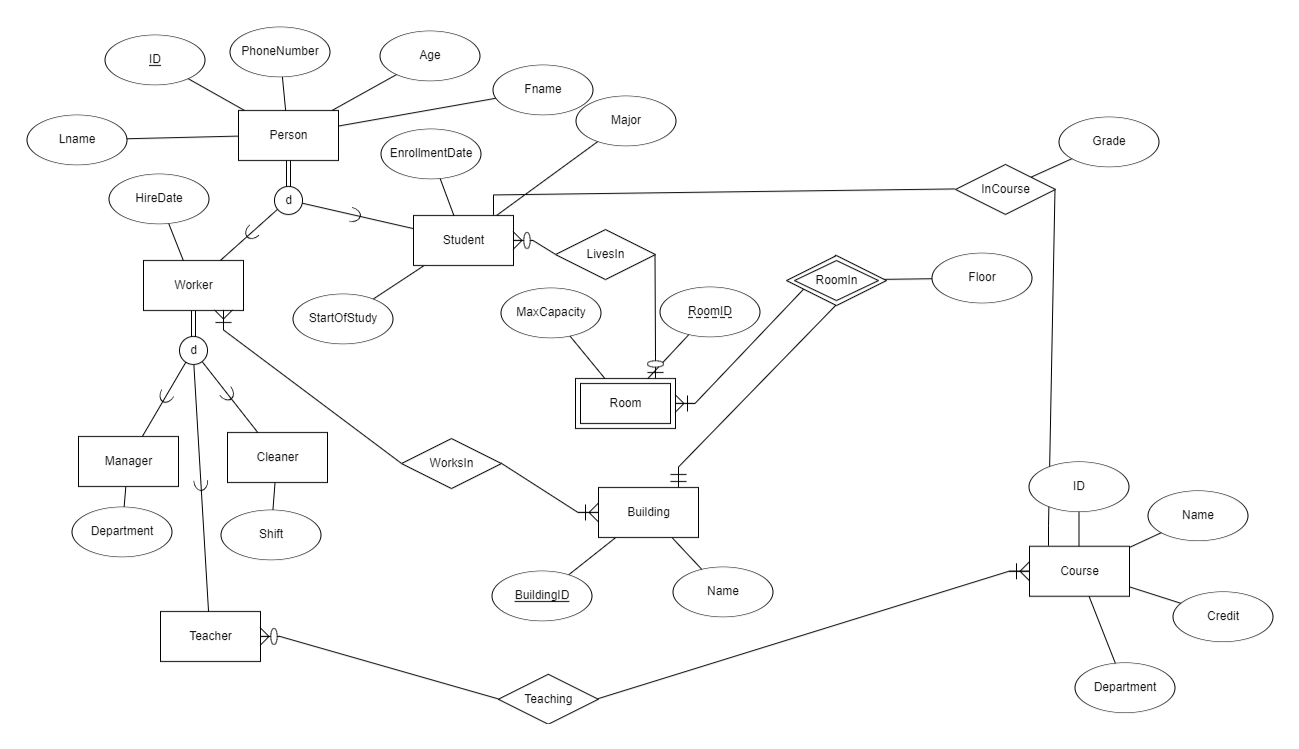 ID
PhoneNumber
Age
Fname
Major
Lname
Person
EnrollmentDate
Grade
HireDate
d
InCourse
Student
LivesIn
Worker
RoomIn
Floor
StartOfStudy
MaxCapacity
RoomID
d
Room
Manager
Cleaner
WorksIn
ID
Department
Shift
Building
Name
Course
BuildingID
Name
Credit
Teacher
Department
Teaching